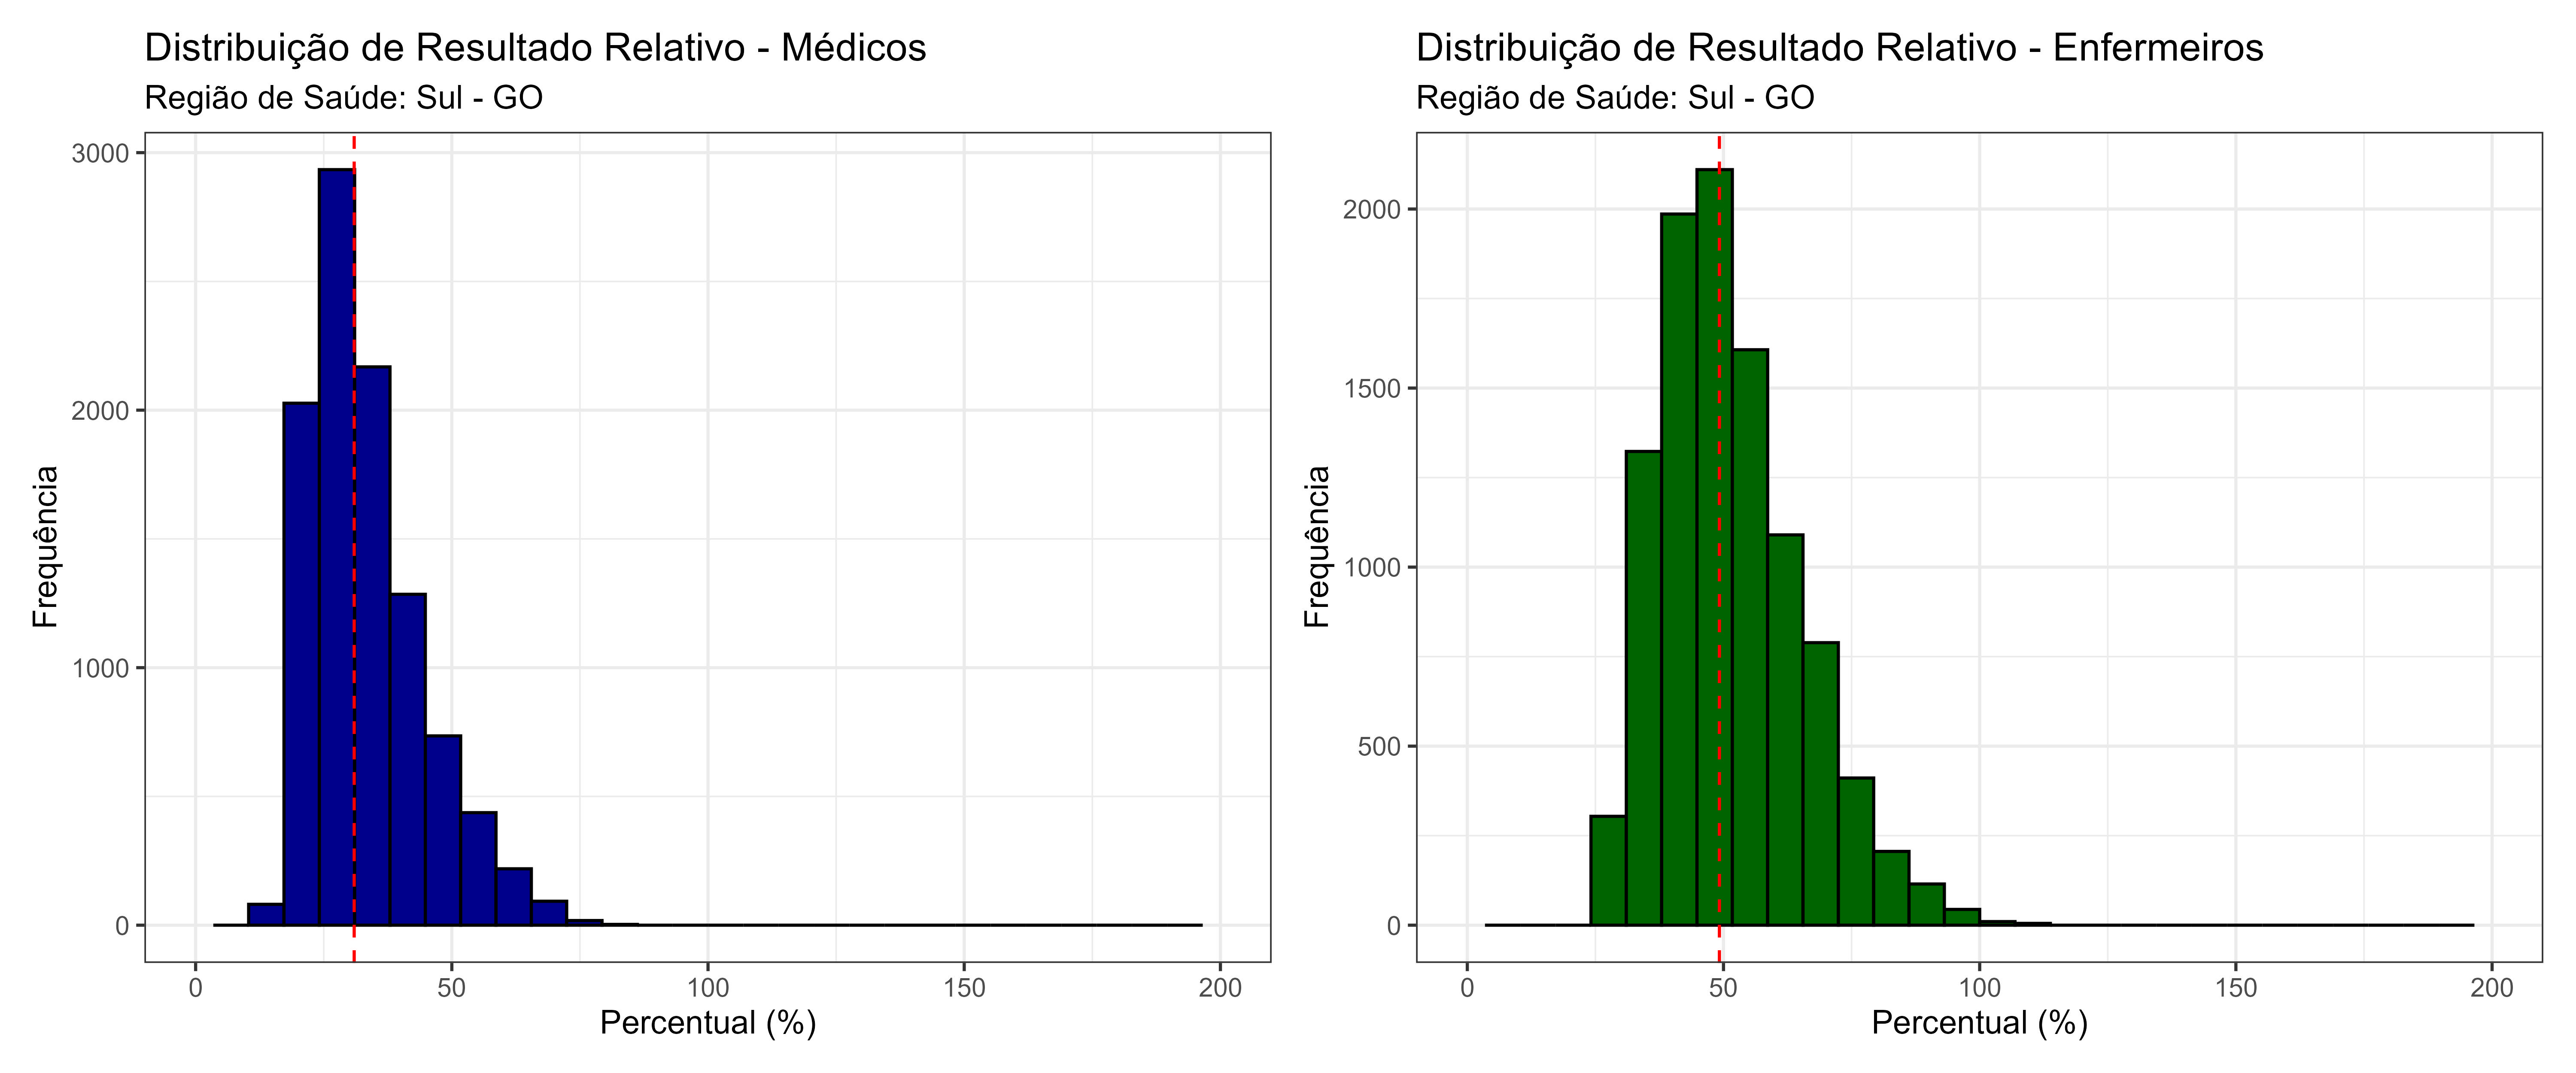 Distribuição de Resultado Relativo - Médicos
Região de Saúde: Sul - GO
3000
2000
1000
0
Frequência
0 50 100 150 200
Percentual (%)
Distribuição de Resultado Relativo - Enfermeiros
Região de Saúde: Sul - GO
2000
1500
1000
500
0
Frequência
0 50 100 150 200
Percentual (%)